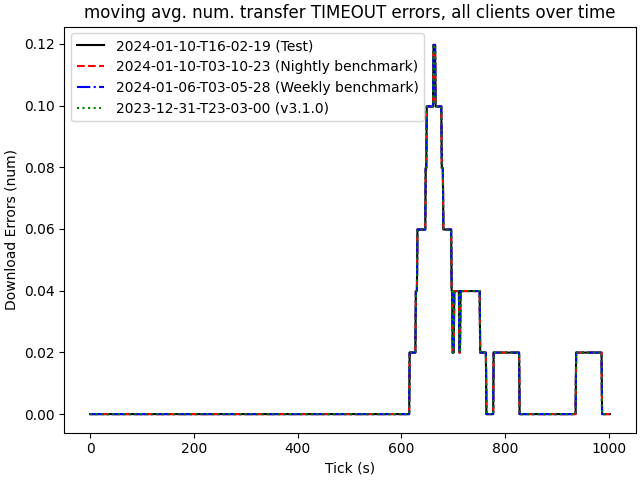 moving avg. num. transfer TIMEOUT errors, all clients over time
2024-01-10-T16-02-19 (Test)
2024-01-10-T03-10-23 (Nightly benchmark)
2024-01-06-T03-05-28 (Weekly benchmark)
2023-12-31-T23-03-00 (v3.1.0)
Download Errors (num)
0.12
0.10
0.08
0.06
0.04
0.02
0.00
0 200 400 600 800 1000
Tick (s)